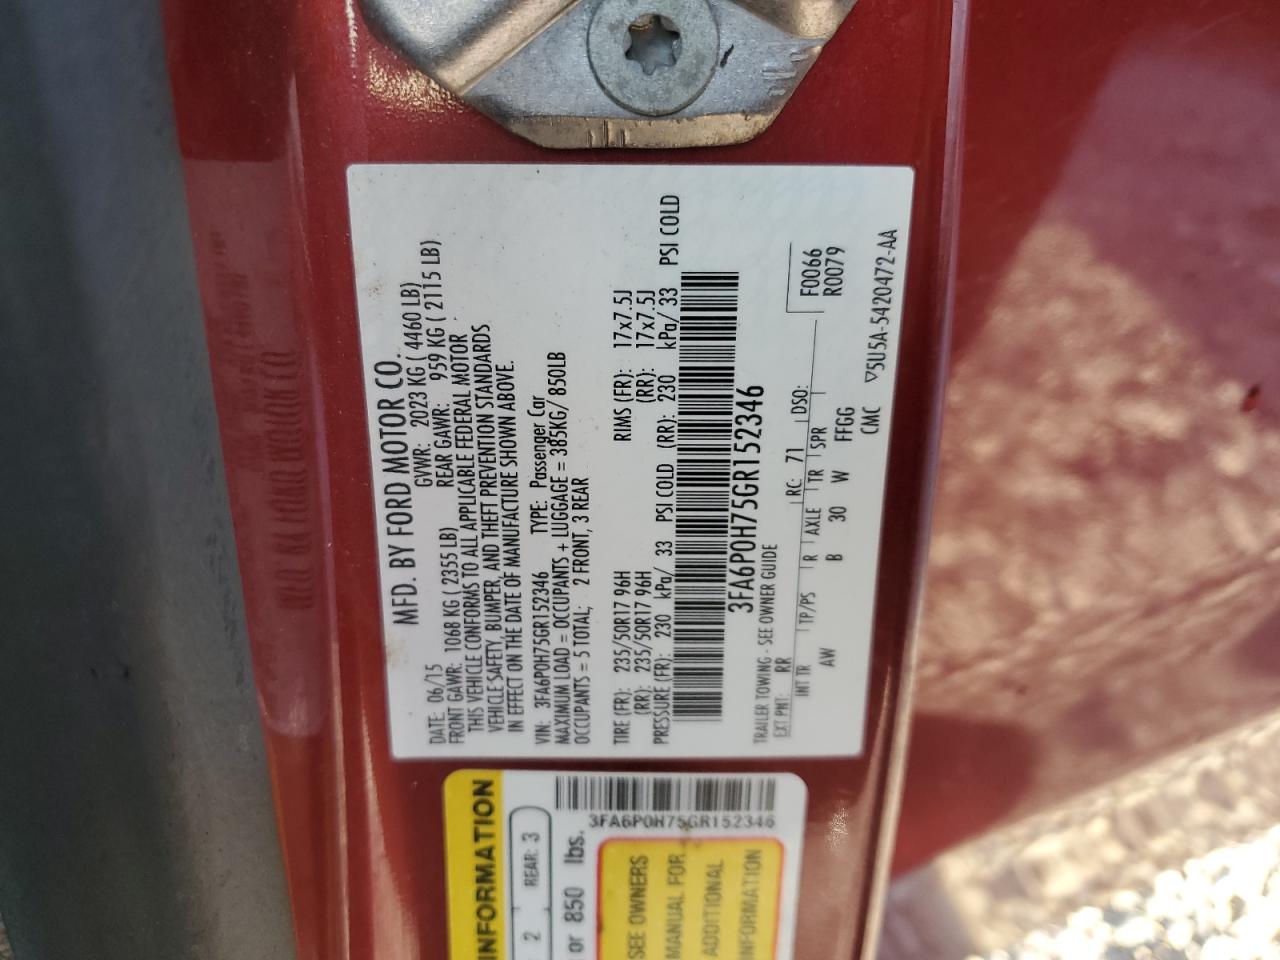 MFD. BY FORD MOTOR CO.
DATE: 06/15 GVWR: 2023 KG ( 4460 LB)
FRONT GAWR: 1068 KG ( 2355 LB) REAR GAWR: 959 KG ( 2115 LB)
THIS VEHICLE CONFORMS TO ALL APPLICABLE FEDERAL MOTOR
VEHICLE SAFETY, BUMPER, AND THEFT PREVENTION STANDARDS
IN EFFECT ON THE DATE OF MANUFACTURE SHOWN ABOVE.
VIN: 3FA6P0H75GR152346 TYPE: Passenger Car
MAXIMUM LOAD = OCCUPANTS + LUGGAGE = 385KG/ 850LB
OCCUPANTS = 5 TOTAL; 2 FRONT, 3 REAR
TIRE (FR): 235/50R17 96H RIMS (FR): 17x7.5J
(RR): 235/50R17 96H (RR): 17x7.5J
PRESSURE (FR): 230 kPa/ 33 PSI COLD (RR): 230 kPa/ 33 PSI COLD
3FA6P0H75GR152346
TRAILER TOWING - SEE OWNER GUIDE
EXT PNT: RR RC: 71 DSO: F0066
R0079
INT TR TP/PS R AXLE TR SPR
AW B 30 W FFGG
CMC ▽5U5A-5420472-AA
INFORMATION
2 REAR: 3
or 850 lbs.
3FA6P0H75GR152346
SEE OWNERS
MANUAL FOR
ADDITIONAL
INFORMATION